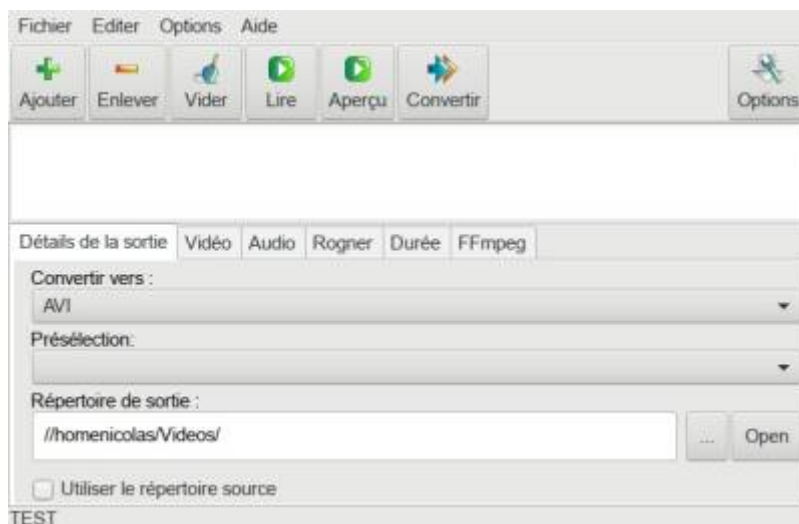 Fichier Editer Options Aide
Ajouter Enlever Vider Lire Aperçu Convertir Options
Détails de la sortie Vidéo Audio Rogner Durée FFmpeg
Convertir vers :
AVI
Présélection:
Répertoire de sortie :
//homenicolas/Videos/ ... Open
Utiliser le répertoire source
TEST